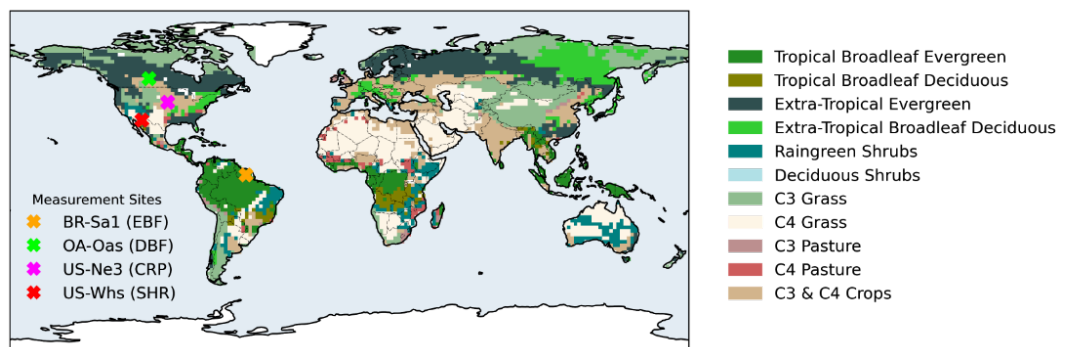 Measurement Sites
BR-Sa1 (EBF)
OA-Oas (DBF)
US-Ne3 (CRP)
US-Whs (SHR)
Tropical Broadleaf Evergreen
Tropical Broadleaf Deciduous
Extra-Tropical Evergreen
Extra-Tropical Broadleaf Deciduous
Raingreen Shrubs
Deciduous Shrubs
C3 Grass
C4 Grass
C3 Pasture
C4 Pasture
C3 & C4 Crops